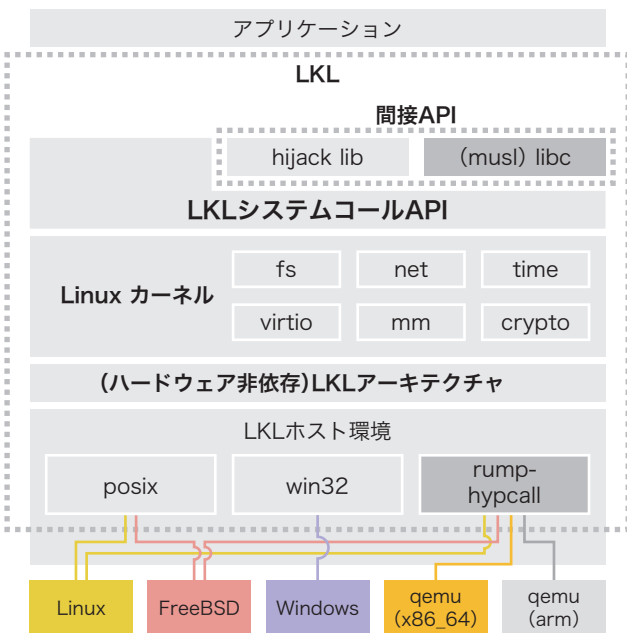 アプリケーション
LKL
間接API
hijack lib
(musl) libc
LKLシステムコールAPI
Linux カーネル
fs
net
time
virtio
mm
crypto
(ハードウェア非依存)LKLアーキテクチャ
LKLホスト環境
posix
win32
rump-
hypcall
Linux
FreeBSD
Windows
qemu
(x86_64)
qemu
(arm)